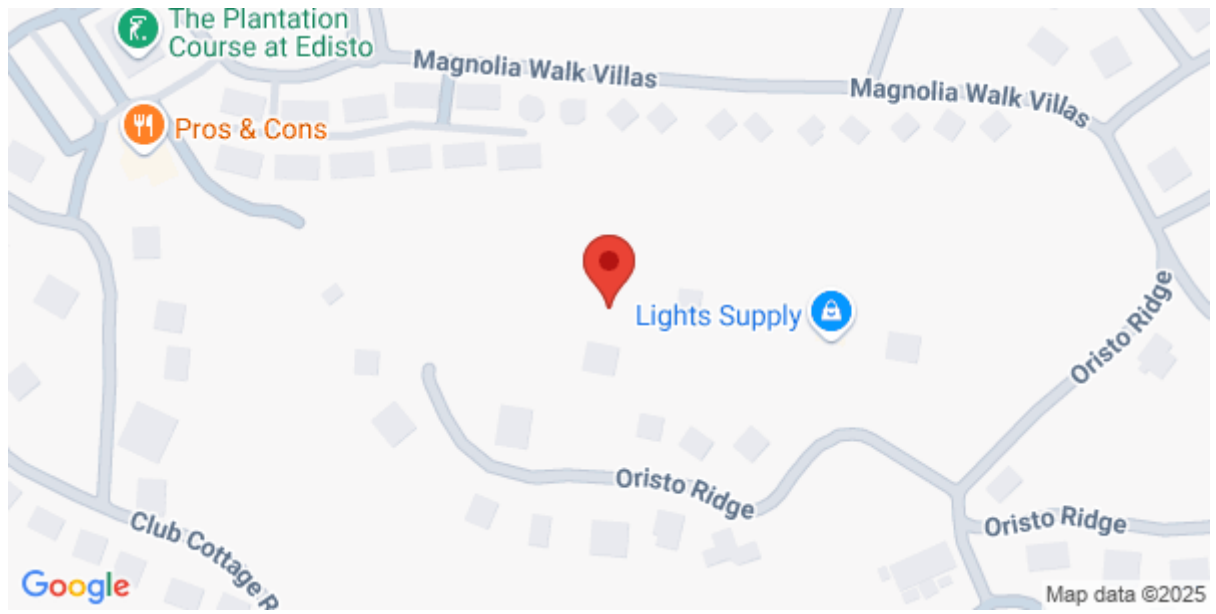 The Plantation
Course at Edisto
Magnolia Walk Villas
Magnolia Walk Villas
Pros & Cons
Lights Supply
Oristo Ridge
Oristo Ridge
Oristo Ridge
Club Cottage R
Google
Map data ©2025